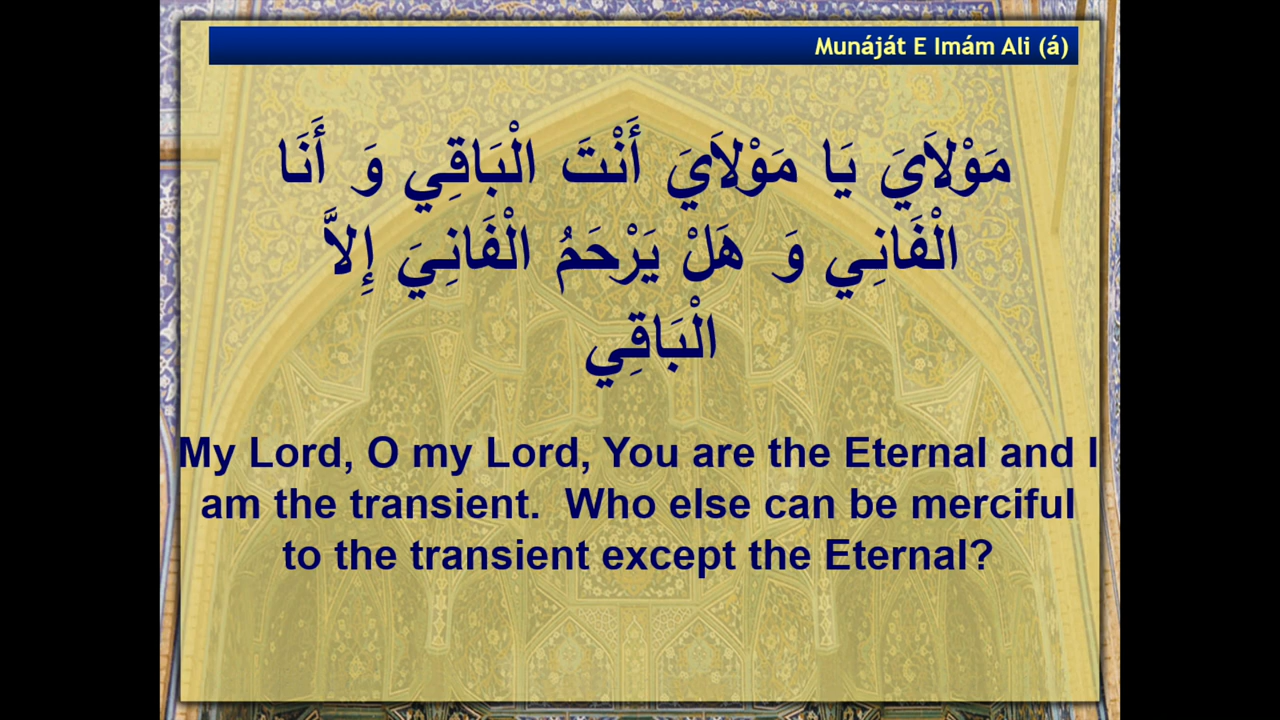 Munáját E Imám Ali (á)
مَوْلاَيَ يَا مَوْلاَيَ أَنْتَ الْبَاقِي وَ أَنَا
الْفَانِي وَ هَلْ يَرْحَمُ الْفَانِيَ إِلاَّ
الْبَاقِي
My Lord, O my Lord, You are the Eternal and I
am the transient.  Who else can be merciful
to the transient except the Eternal?